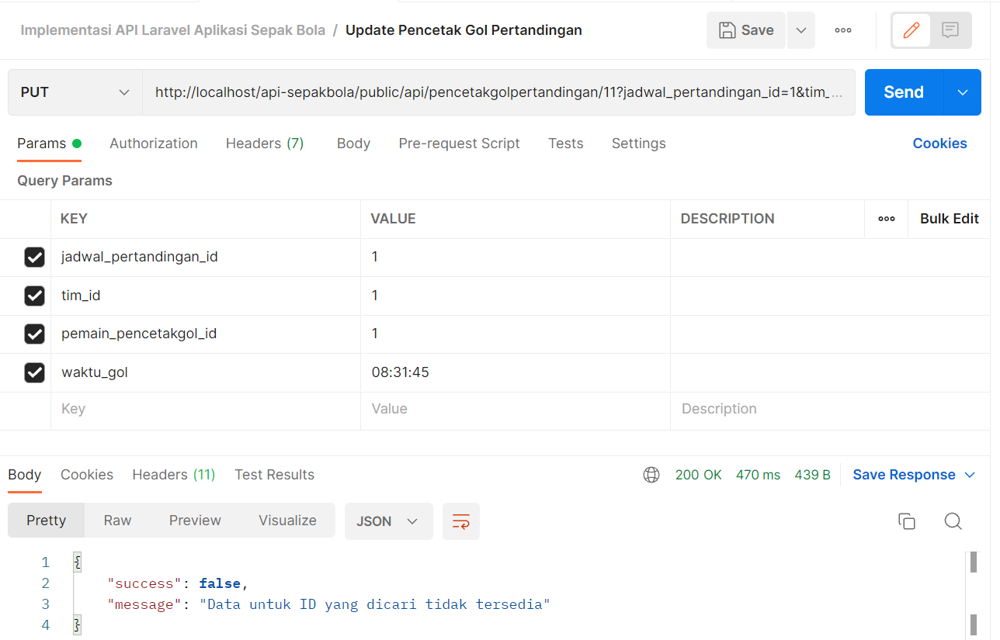 Implementasi API Laravel Aplikasi Sepak Bola / Update Pencetak Gol Pertandingan Save
PUT http://localhost/api-sepakbola/public/api/pencetakgolpertandingan/11?jadwal_pertandingan_id=1&tim_... Send
Params Authorization Headers (7) Body Pre-request Script Tests Settings Cookies
Query Params
KEY VALUE DESCRIPTION Bulk Edit
jadwal_pertandingan_id 1
tim_id 1
pemain_pencetakgol_id 1
waktu_gol 08:31:45
Key Value Description
Body Cookies Headers (11) Test Results 200 OK 470 ms 439 B Save Response
Pretty Raw Preview Visualize JSON
1 {
2 "success": false,
3 "message": "Data untuk ID yang dicari tidak tersedia"
4 }